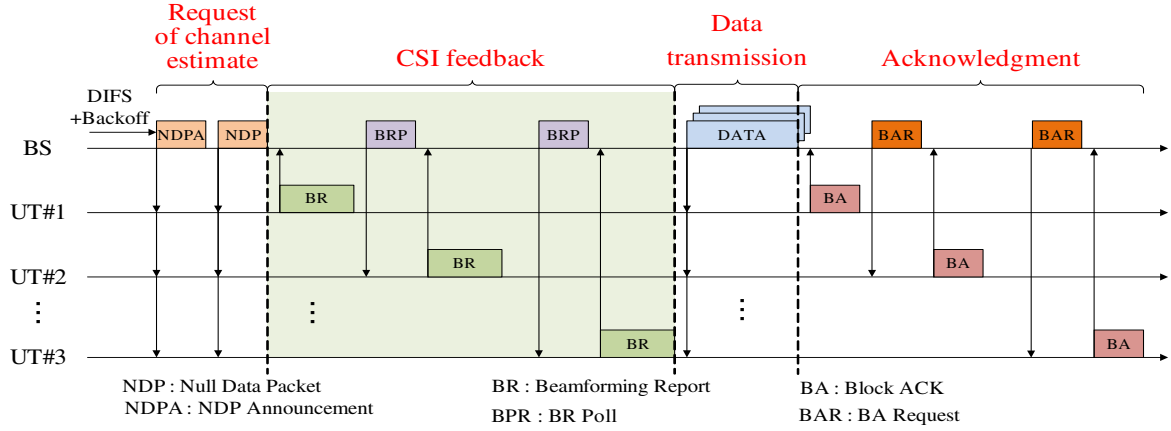 Request
of channel
estimate
CSI feedback
Data
transmission
Acknowledgment
DIFS
+Backoff
NDPA
NDP
BRP
BRP
DATA
BAR
BAR
BS
BR
BA
UT#1
BR
BA
UT#2
⋮
...
...
BR
BA
UT#3
NDP : Null Data Packet
NDPA : NDP Announcement
BR : Beamforming Report
BPR : BR Poll
BA : Block ACK
BAR : BA Request